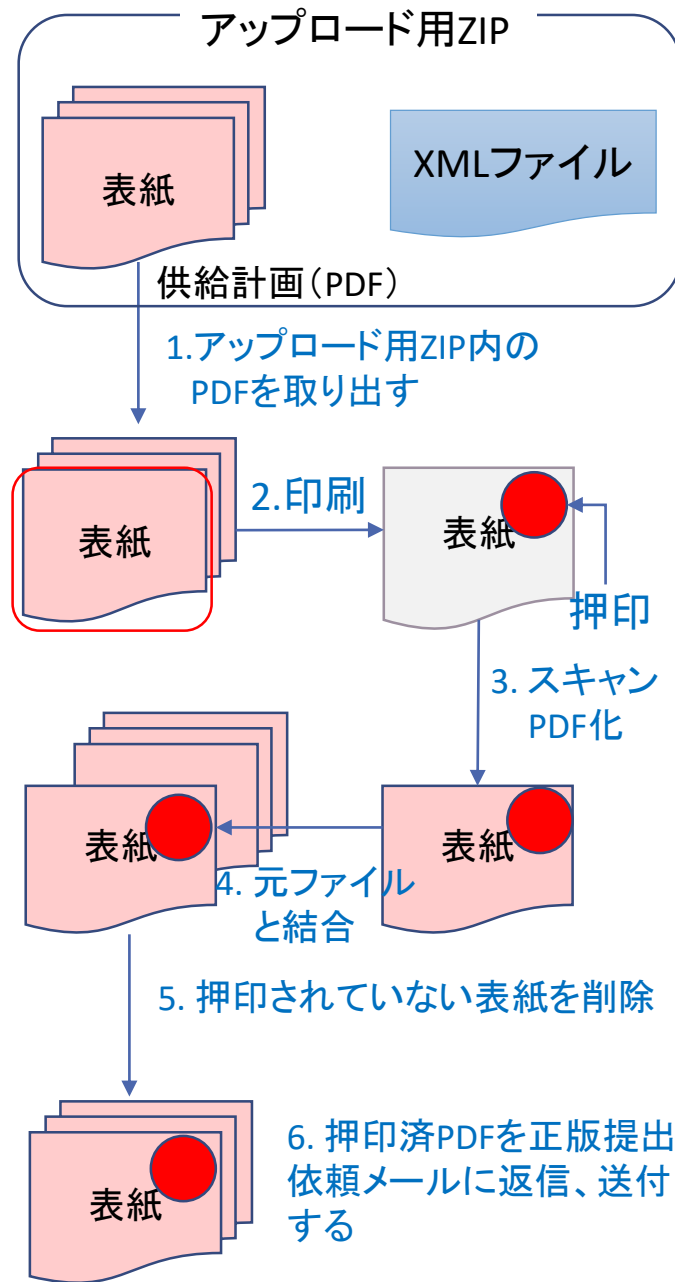 アップロード用ZIP
表紙
XMLファイル
供給計画(PDF)
1.アップロード用ZIP内の
PDFを取り出す
表紙
2.印刷
表紙
押印
3. スキャン
PDF化
表紙
表紙
4. 元ファイル
と結合
5. 押印されていない表紙を削除
表紙
6. 押印済PDFを正版提出
依頼メールに返信、送付
する